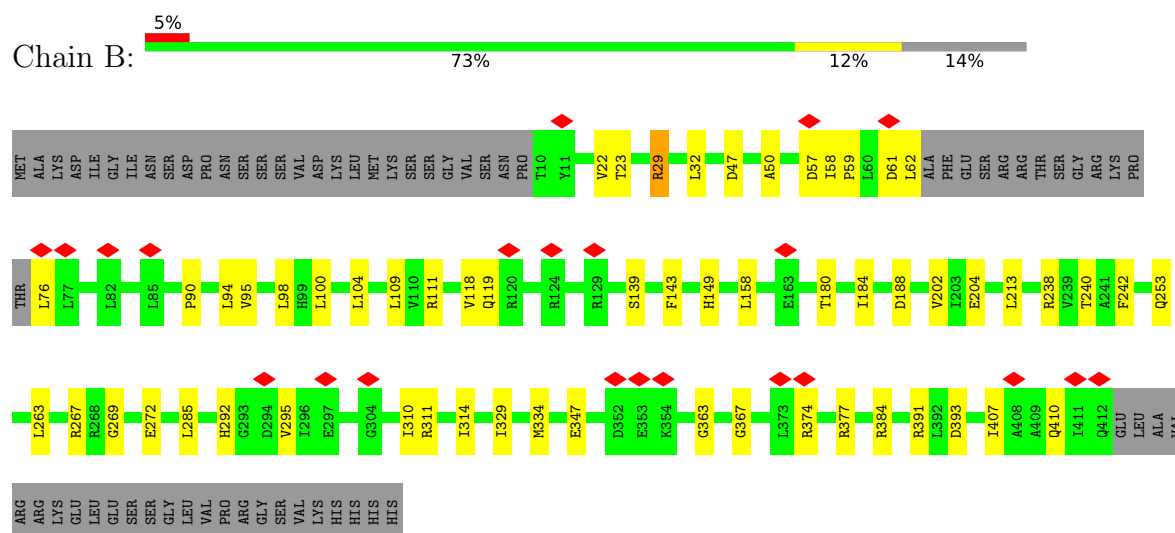 5%
Chain B:
73% 12% 14%
MET ALA LYS ASP ILE GLY ILE ASN SER ASP PRO ASN SER SER SER VAL ASP LYS LEU MET LYS SER SER GLY VAL SER ASN PRO T10 Y11 V22 T23 R29 L32 D47 A50 D57 I58 P59 L60 D61 L62 ALA PHE GLU SER ARG ARG THR SER GLY ARG LYS PRO
THR L76 L77 L82 L85 P90 L94 V95 L98 H99 L100 L104 L109 V110 R111 V118 Q119 R120 R124 R129 S139 F143 H149 L158 E163 T180 I184 D188 V202 I203 E204 L213 R238 V239 T240 A241 F242 Q253
L263 R267 R268 G269 E272 L285 H292 G293 D294 V295 I296 E297 G304 I310 R311 I314 I329 M334 E347 D352 E353 K354 G363 G367 L373 R374 R377 R384 R391 L392 D393 I407 A408 A409 Q410 I411 Q412 GLU LEU ALA VAL
ARG ARG LYS GLU LEU GLU SER SER GLY LEU VAL PRO ARG GLY SER VAL LYS HIS HIS HIS HIS